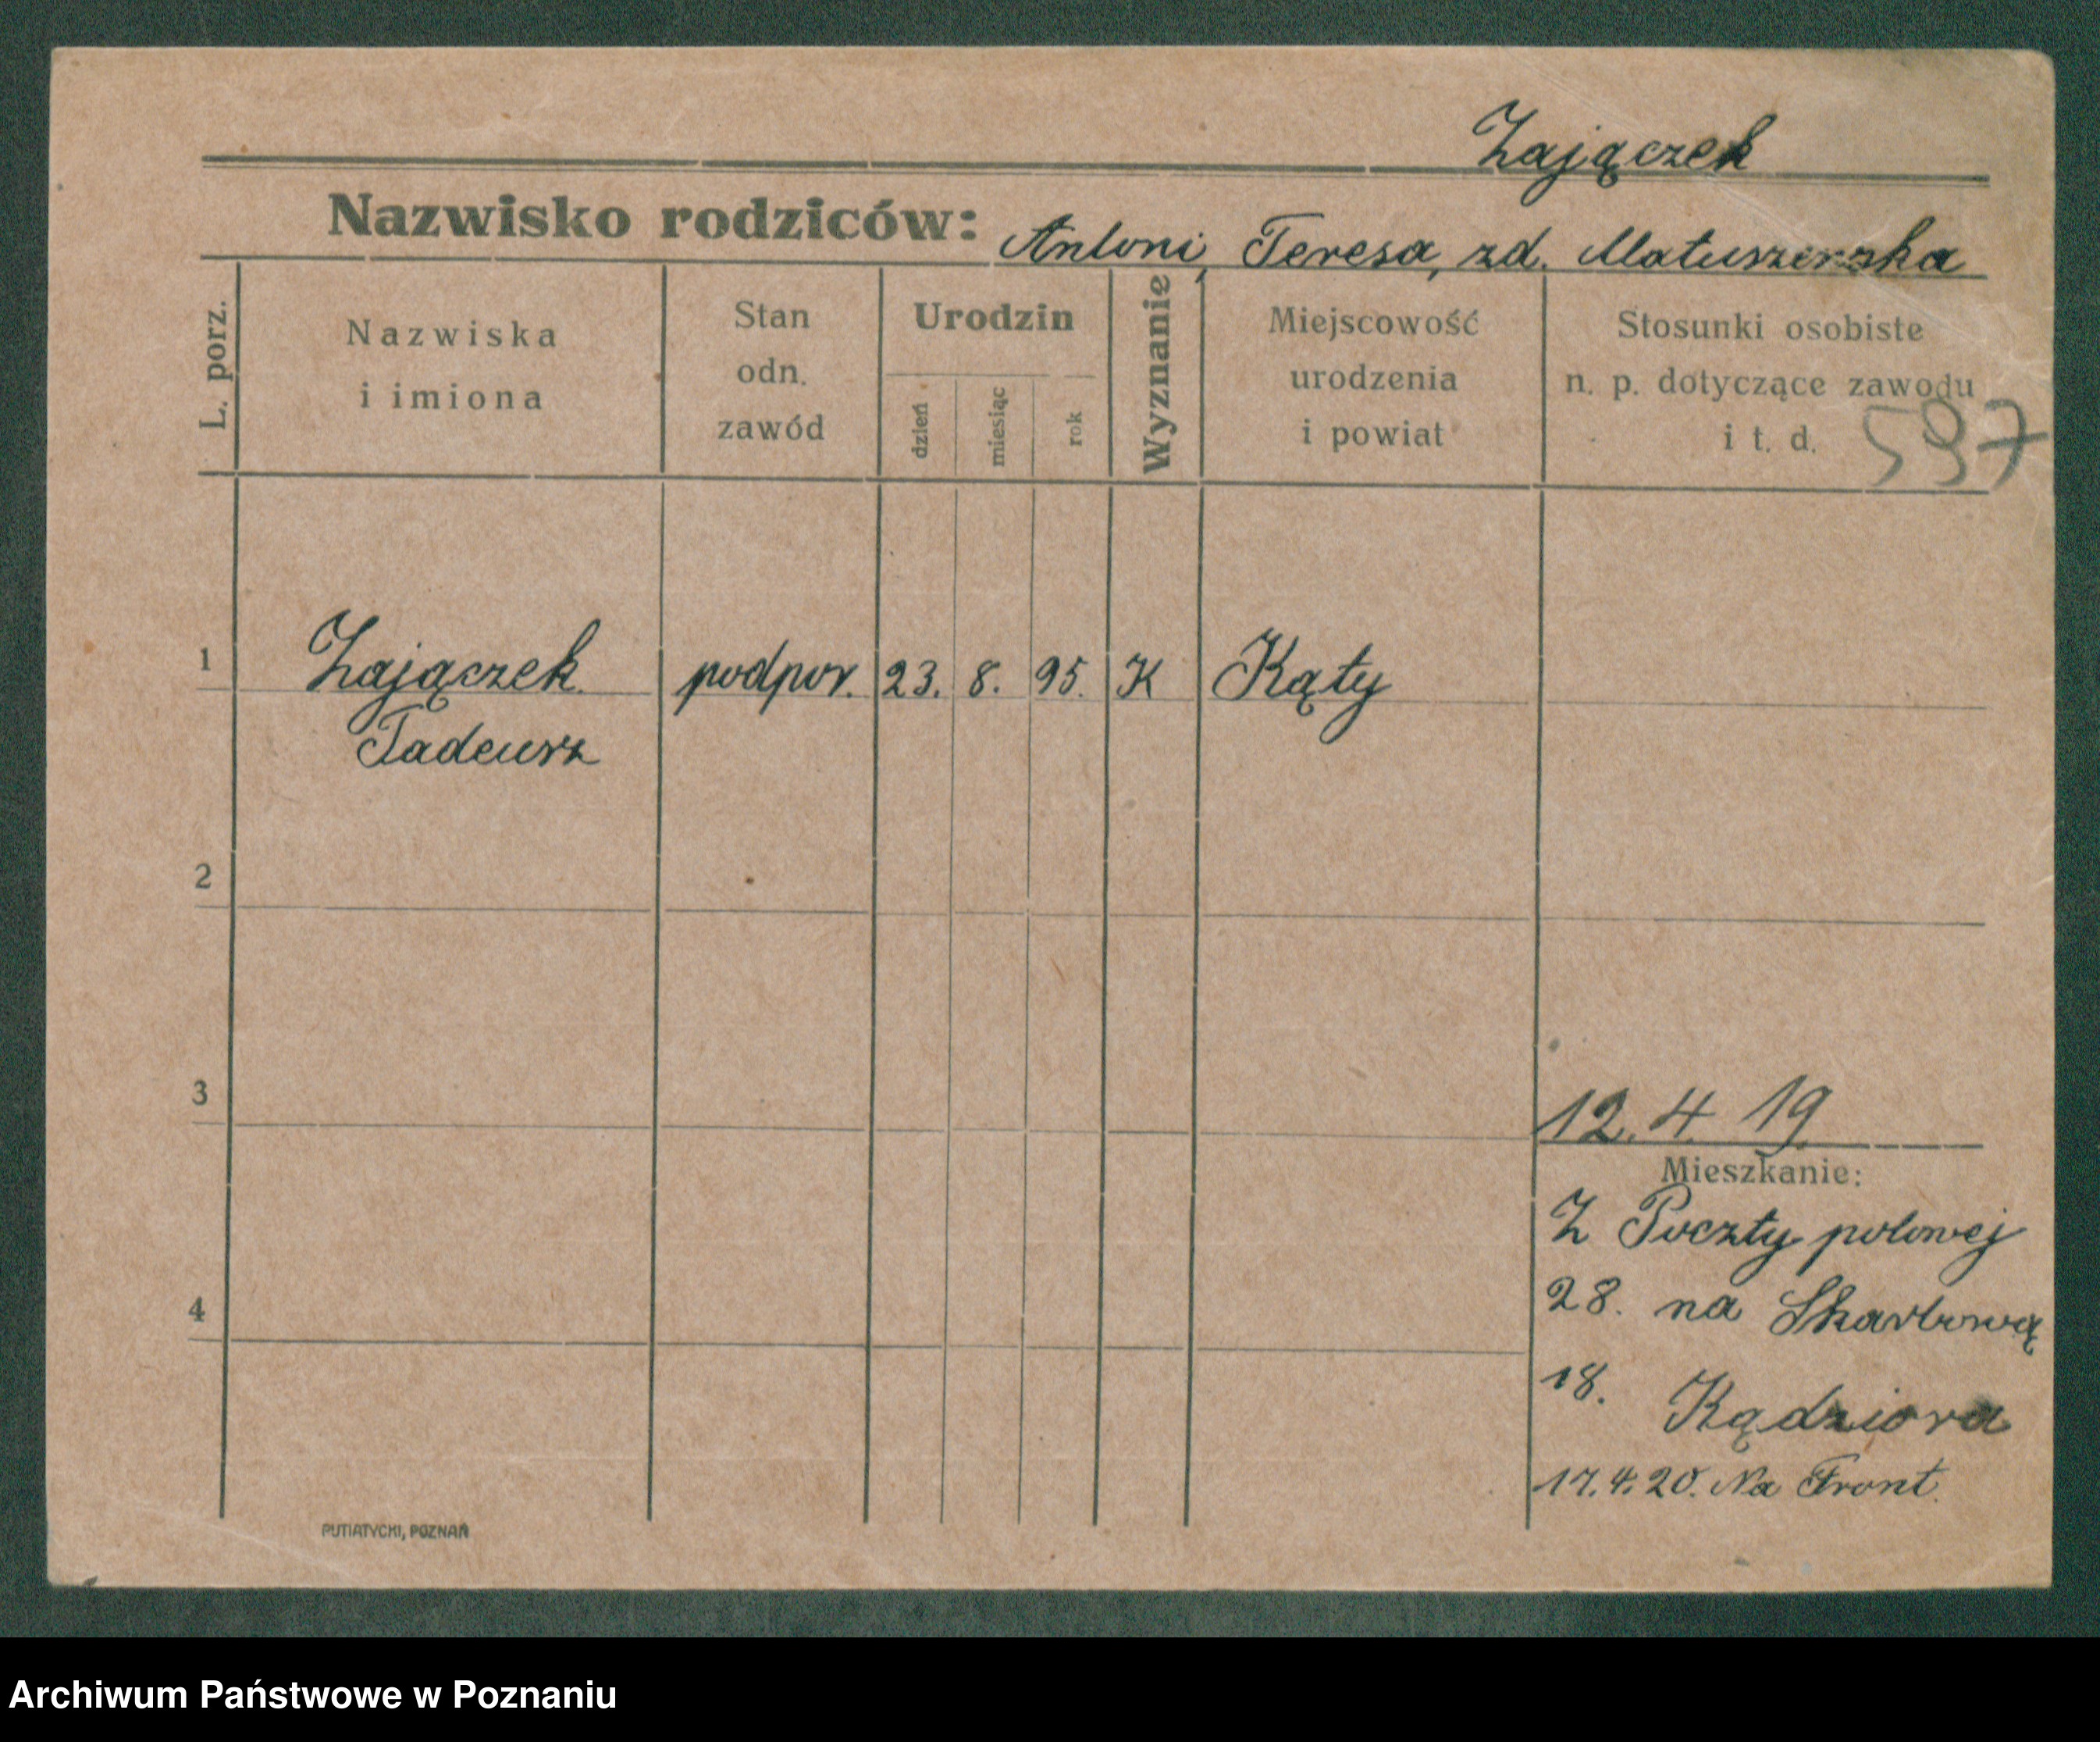 Zajączek
Nazwisko rodziców: Antoni, Teresa, zd. Matuszewska
L. porz.
Nazwiska
i imiona
Stan
odn.
zawód
Urodzin
dzień
miesiąc
rok
Wyznanie
Miejscowość
urodzenia
i powiat
Stosunki osobiste
n. p. dotyczące zawodu
i t. d.
597
1
Zajączek
podpor.
23.
8.
95.
K
Kąty
Tadeusz
2
3
12. 4. 19
Mieszkanie:
Z Poczty polowej
28. na Skarbową
18. Kądziora
17.4.20. Na Front.
4
PUTIATYCKI, POZNAŃ
Archiwum Państwowe w Poznaniu